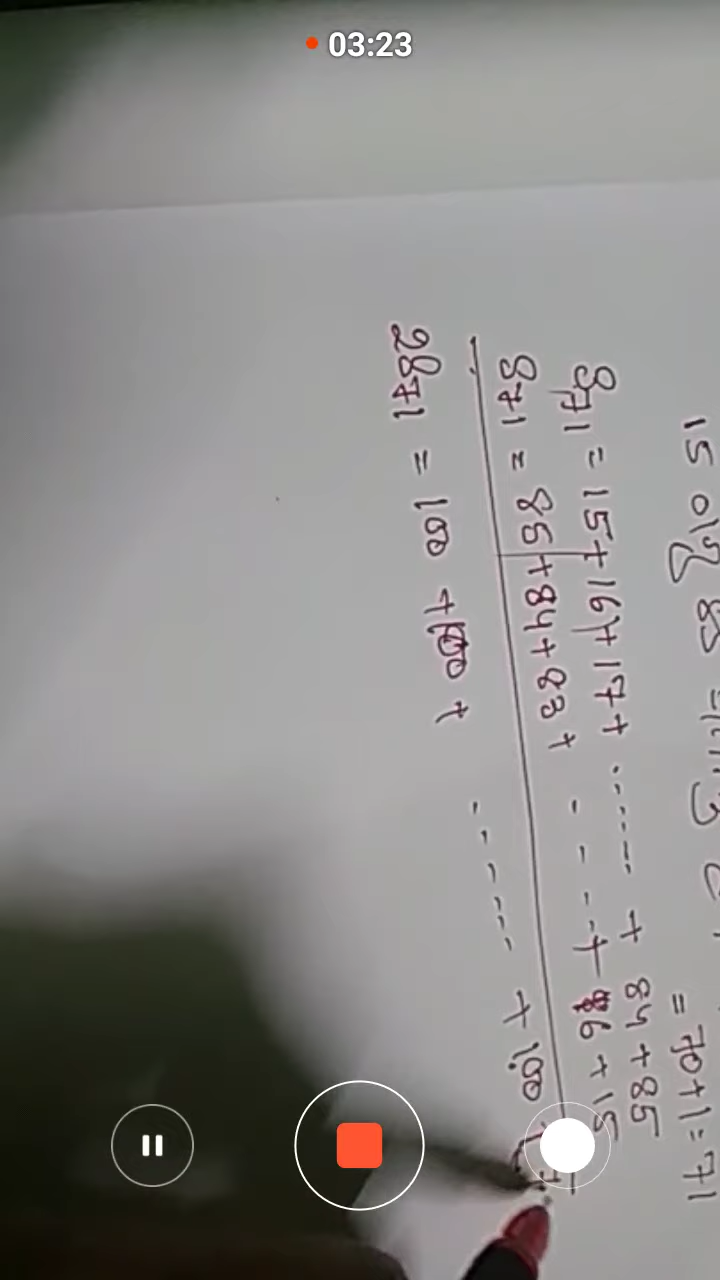 03:23
15 85 =
= 70+1 = 71
S71 = 15+16+17+ ...... + 84+85
S71 = 85+84+83+ - - - - + 16+15
2S71 = 100 + 100 + ------ + 100